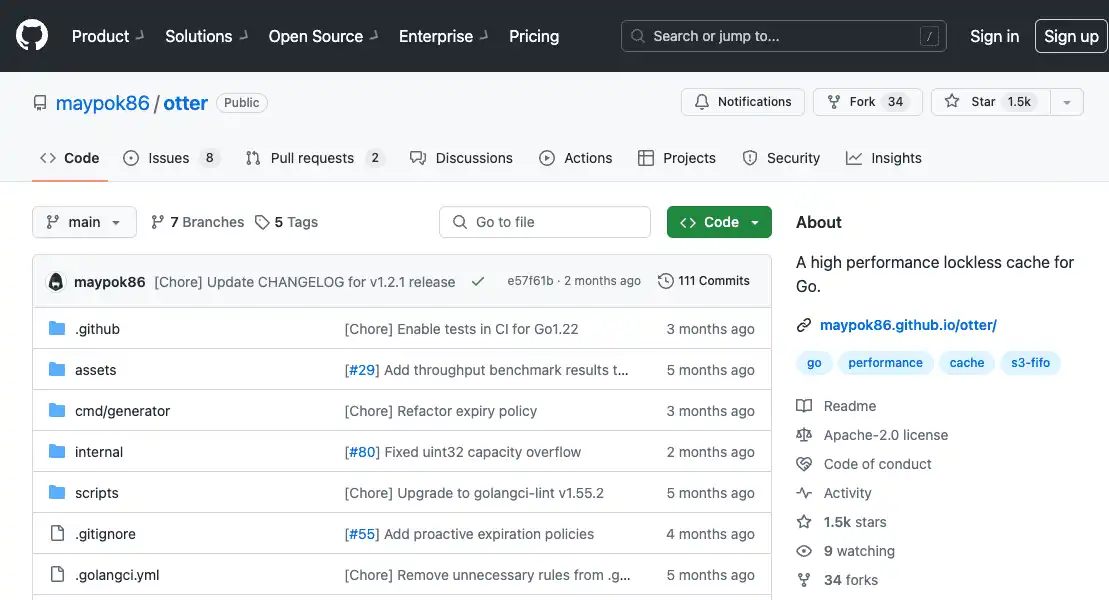 Product Solutions Open Source Enterprise Pricing Search or jump to... / Sign in Sign up
maypok86 / otter Public Notifications Fork 34 Star 1.5k
Code Issues 8 Pull requests 2 Discussions Actions Projects Security Insights
main 7 Branches 5 Tags Go to file Code
maypok86 [Chore] Update CHANGELOG for v1.2.1 release e57f61b · 2 months ago 111 Commits
.github [Chore] Enable tests in CI for Go1.22 3 months ago
assets [#29] Add throughput benchmark results t... 5 months ago
cmd/generator [Chore] Refactor expiry policy 3 months ago
internal [#80] Fixed uint32 capacity overflow 2 months ago
scripts [Chore] Upgrade to golangci-lint v1.55.2 5 months ago
.gitignore [#55] Add proactive expiration policies 4 months ago
.golangci.yml [Chore] Remove unnecessary rules from .g... 5 months ago
About
A high performance lockless cache for
Go.
maypok86.github.io/otter/
go performance cache s3-fifo
Readme
Apache-2.0 license
Code of conduct
Activity
1.5k stars
9 watching
34 forks